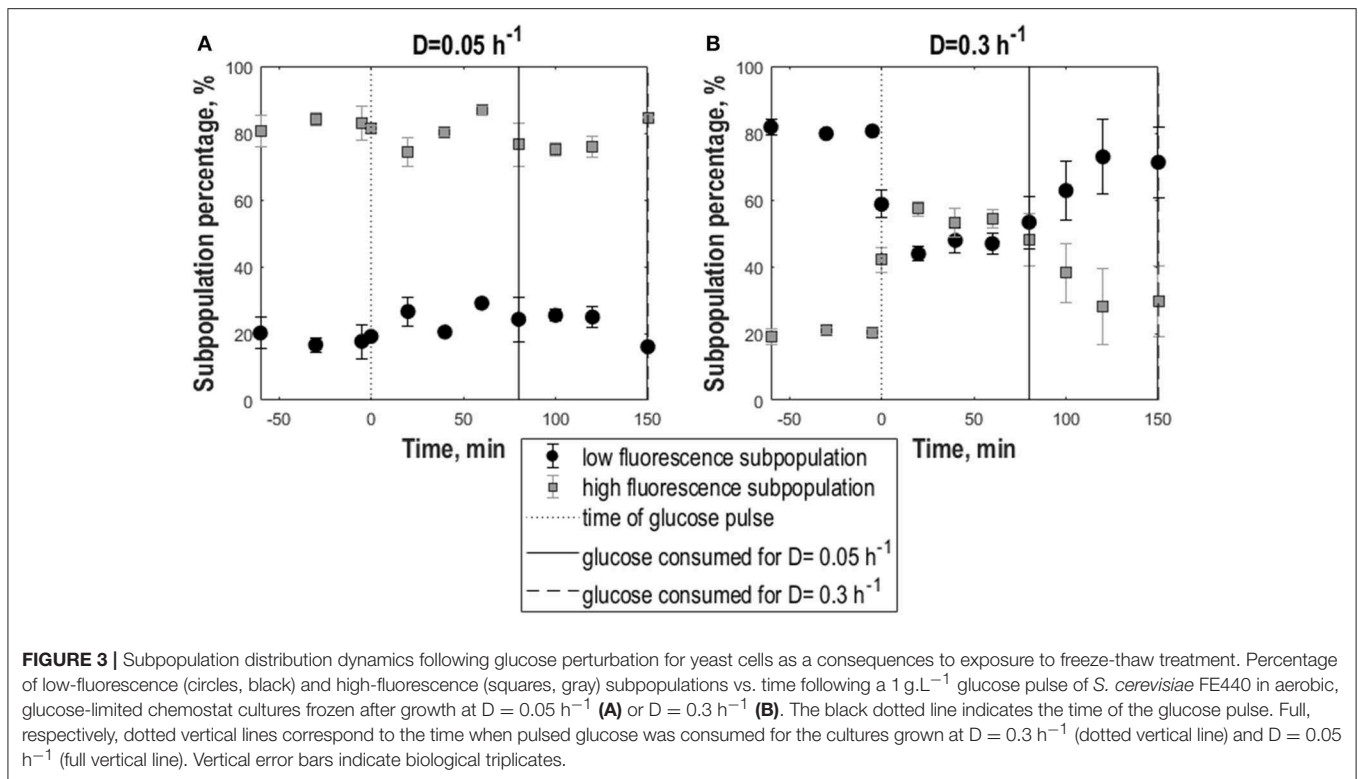 A
D=0.05 h-1
Subpopulation percentage, %
100
80
60
40
20
0
-50
0
50
100
150
Time, min
B
D=0.3 h-1
Subpopulation percentage, %
100
80
60
40
20
0
-50
0
50
100
150
Time, min
low fluorescence subpopulation
high fluorescence subpopulation
time of glucose pulse
glucose consumed for D= 0.05 h-1
glucose consumed for D= 0.3 h-1
FIGURE 3 | Subpopulation distribution dynamics following glucose perturbation for yeast cells as a consequences to exposure to freeze-thaw treatment. Percentage
of low-fluorescence (circles, black) and high-fluorescence (squares, gray) subpopulations vs. time following a 1 g.L−1 glucose pulse of S. cerevisiae FE440 in aerobic,
glucose-limited chemostat cultures frozen after growth at D = 0.05 h−1 (A) or D = 0.3 h−1 (B). The black dotted line indicates the time of the glucose pulse. Full,
respectively, dotted vertical lines correspond to the time when pulsed glucose was consumed for the cultures grown at D = 0.3 h−1 (dotted vertical line) and D = 0.05
h−1 (full vertical line). Vertical error bars indicate biological triplicates.